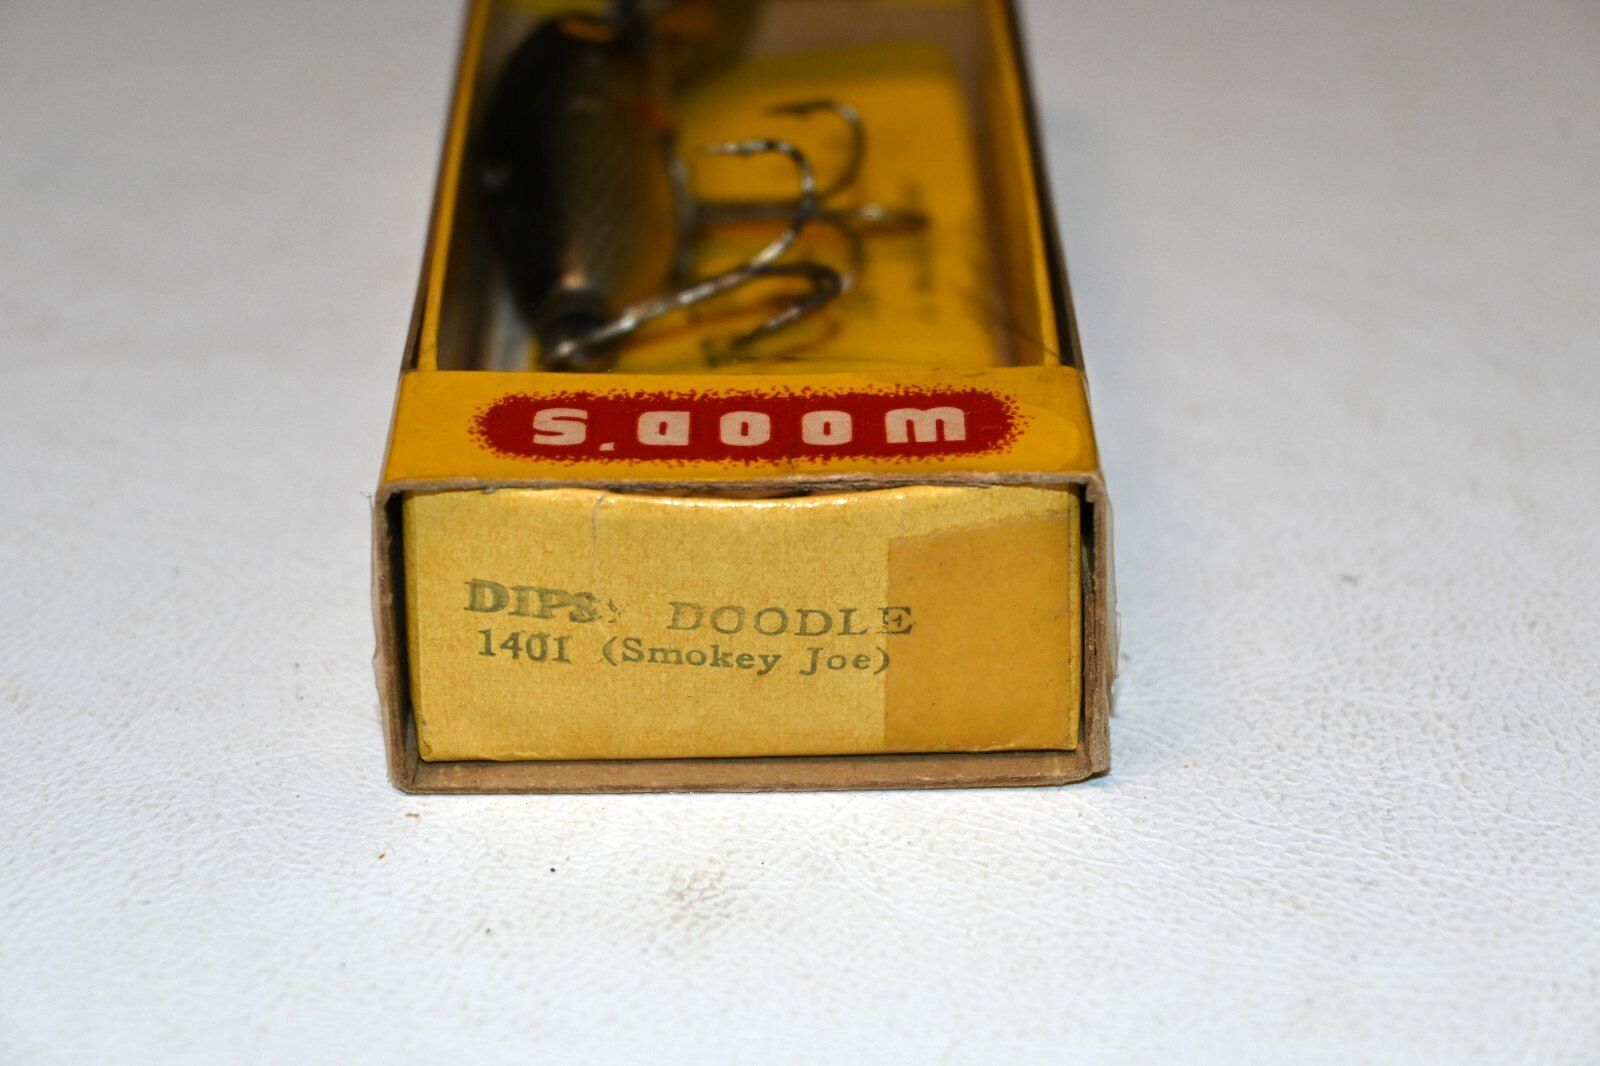 WOOD'S
DIPSY DOODLE
1401 (Smokey Joe)